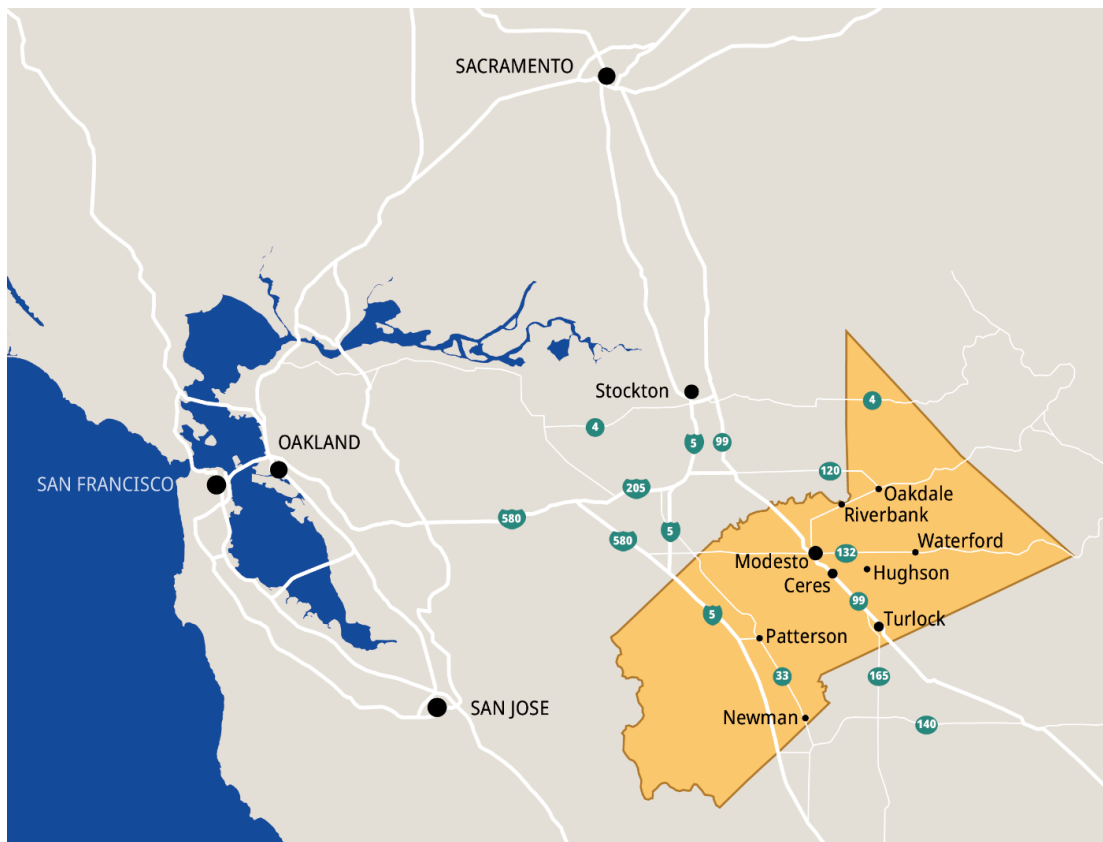 SACRAMENTO
Stockton
4
4
OAKLAND
5
99
SAN FRANCISCO
120
205
Oakdale
Riverbank
580
5
580
Waterford
132
Modesto
Hughson
Ceres
99
5
Turlock
Patterson
33
165
SAN JOSE
Newman
140